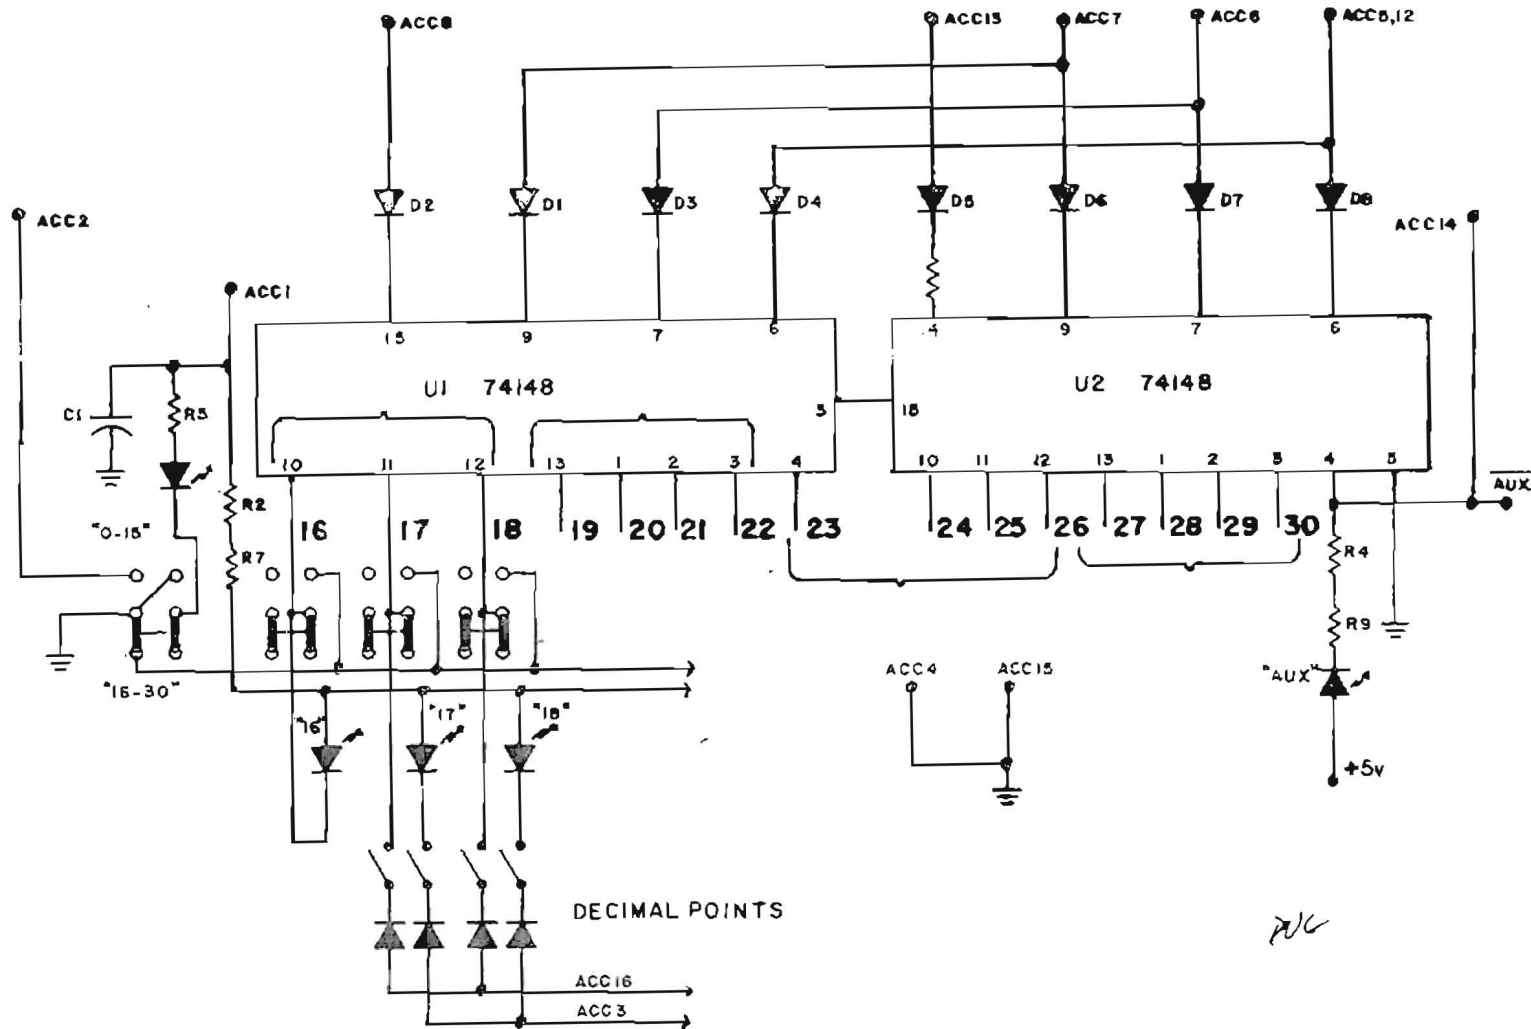 ACC8
ACC13
ACC7
ACC6
ACC5,12
D2
D1
D3
D4
D5
D6
D7
D8
ACC2
ACC14
ACC1
15
9
7
6
4
9
7
6
U1 74148
U2 74148
C1
R5
5
15
10
11
12
13
1
2
3
4
10
11
12
13
1
2
3
4
5
AUX
R2
"0-15"
16
17
18
19
20
21
22
23
24
25
26
27
28
29
30
R7
R4
R9
"16-30"
ACC4
ACC15
"AUX"
"16"
"17"
"18"
+5v
DECIMAL POINTS
ACC16
ACC3